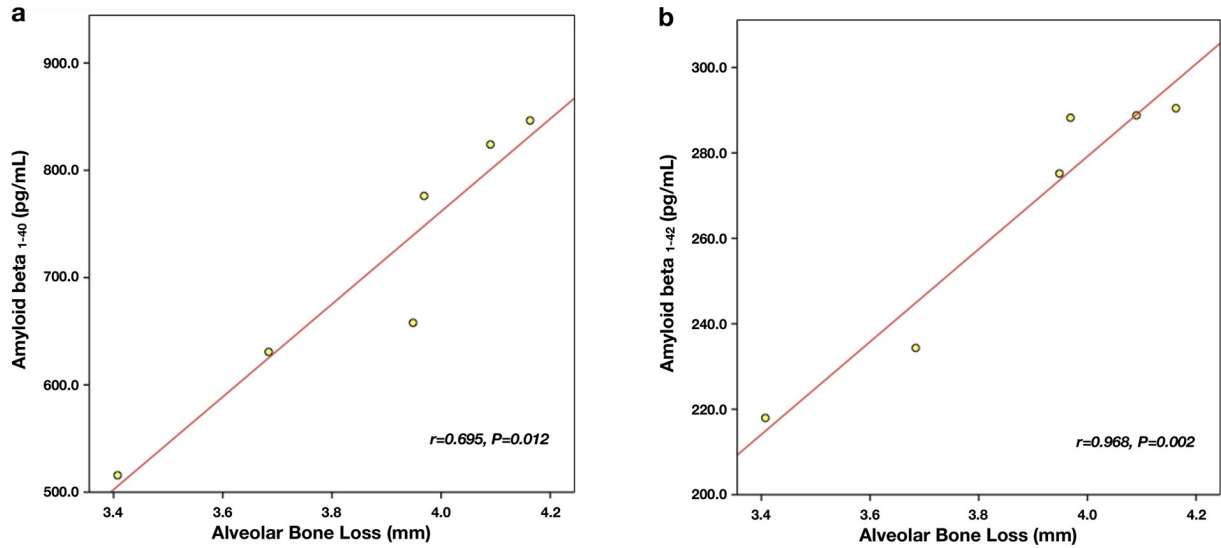 a
Amyloid beta 1-40 (pg/mL)
900.0
800.0
700.0
600.0
500.0
3.4 3.6 3.8 4.0 4.2
Alveolar Bone Loss (mm)
r=0.695, P=0.012
b
Amyloid beta 1-42 (pg/mL)
300.0
280.0
260.0
240.0
220.0
200.0
3.4 3.6 3.8 4.0 4.2
Alveolar Bone Loss (mm)
r=0.968, P=0.002